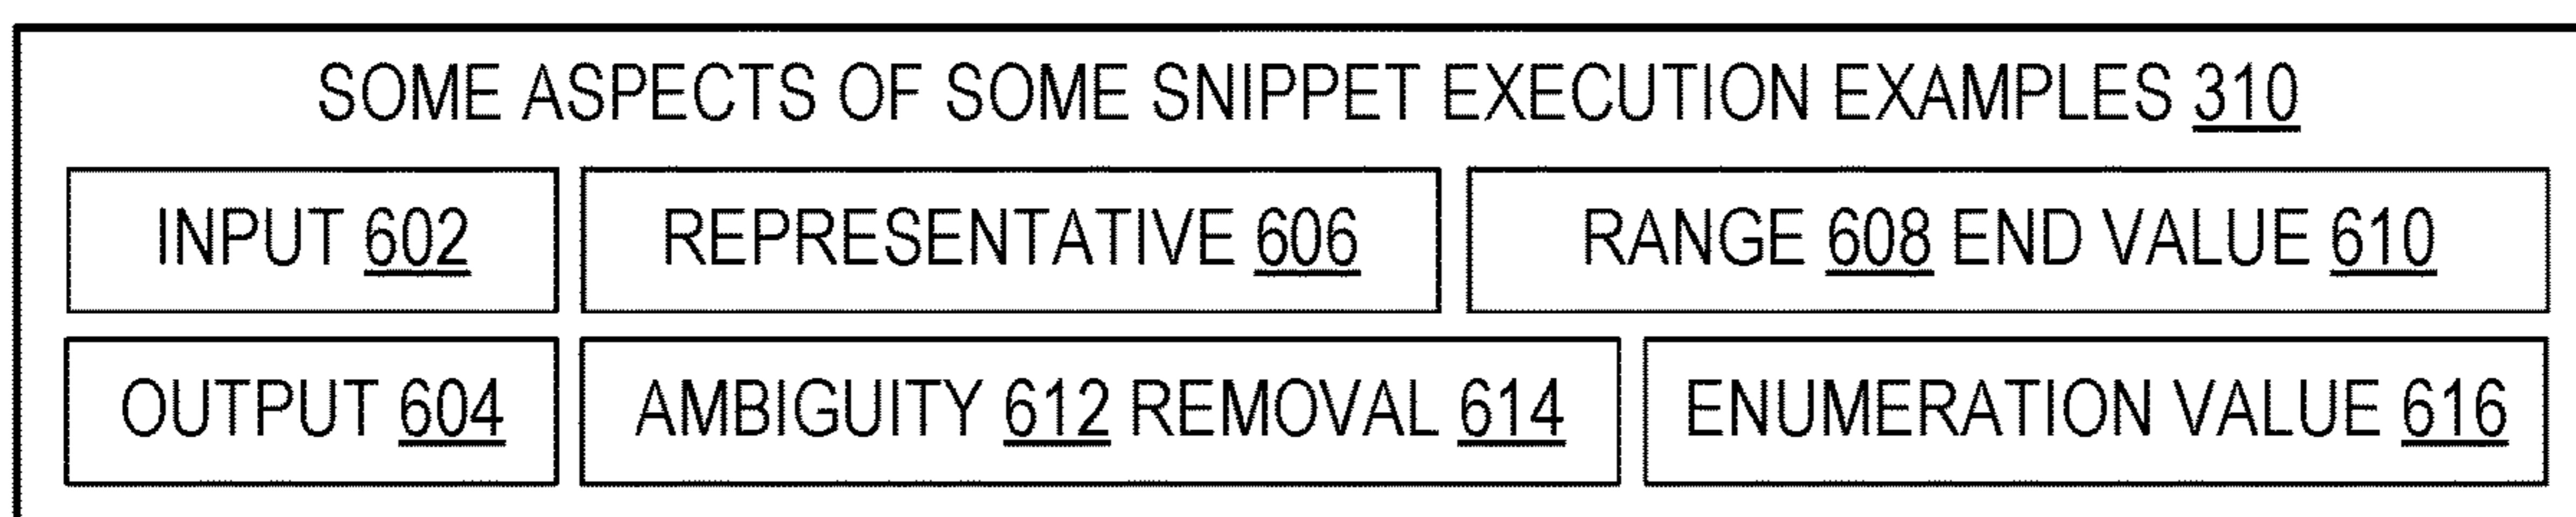 SOME ASPECTS OF SOME SNIPPET EXECUTION EXAMPLES 310
INPUT 602 REPRESENTATIVE 606 RANGE 608 END VALUE 610
OUTPUT 604 AMBIGUITY 612 REMOVAL 614 ENUMERATION VALUE 616